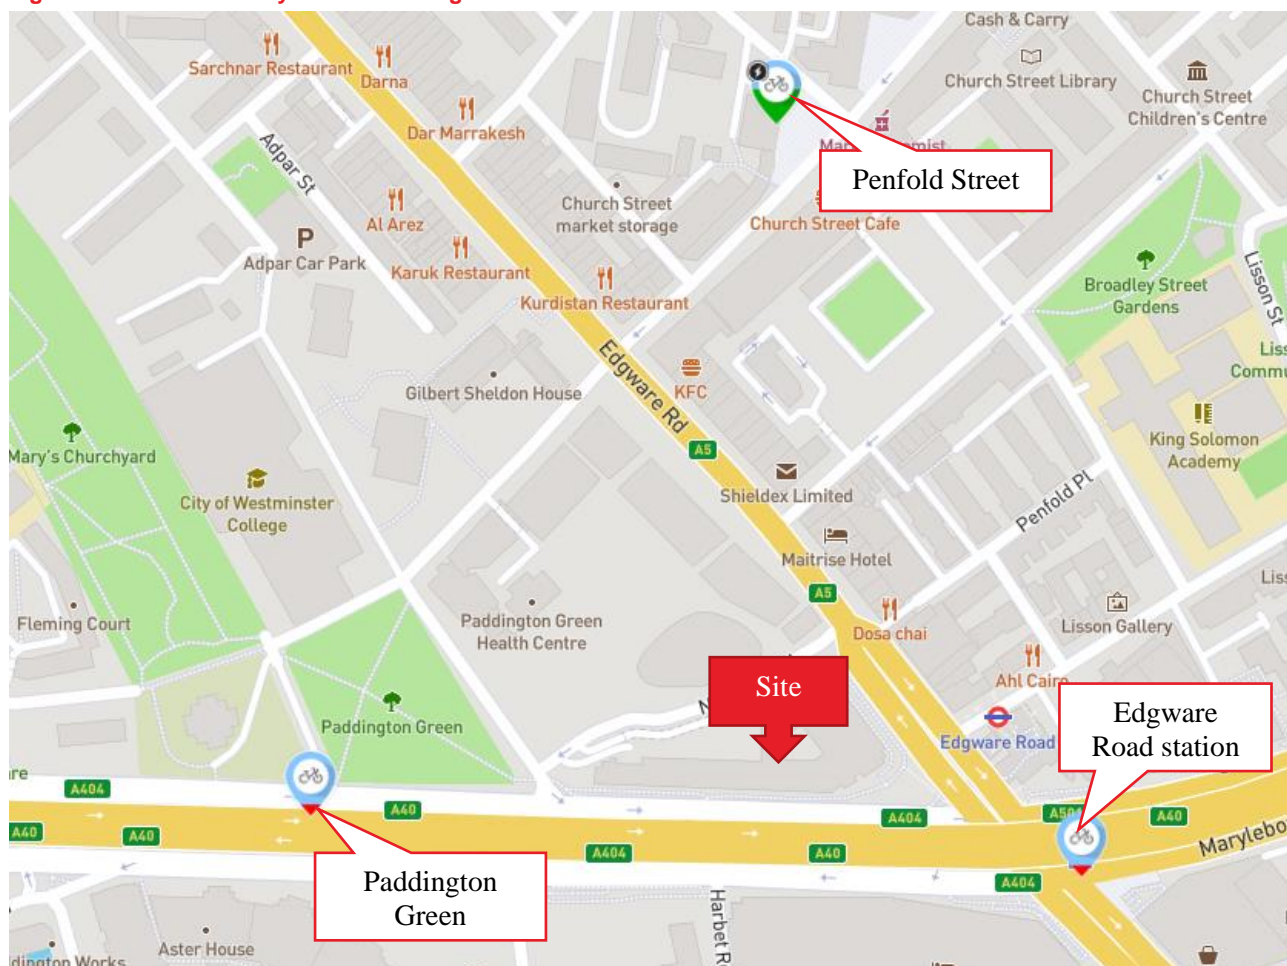 Cash & Carry
Sarchnar Restaurant
Darna
Church Street Library
Church Street
Children's Centre
Dar Marrakesh
Adpar St
Penfold Street
Al Arez
Church Street
market storage
Church Street Cafe
P
Adpar Car Park
Karuk Restaurant
Kurdistan Restaurant
Broadley Street
Gardens
Lisson St
Edgware Rd
KFC
Gilbert Sheldon House
A5
King Solomon
Academy
Mary's Churchyard
City of Westminster
College
Shieldex Limited
Penfold Pl
Maitrise Hotel
A5
Fleming Court
Paddington Green
Health Centre
Dosa chai
Lisson Gallery
Site
Ahl Cairo
Paddington Green
Edgware Road
Edgware
Road station
A404
A40
A404
A40
A40
A40
A404
A40
A404
Paddington
Green
Harbet Rd
Aster House